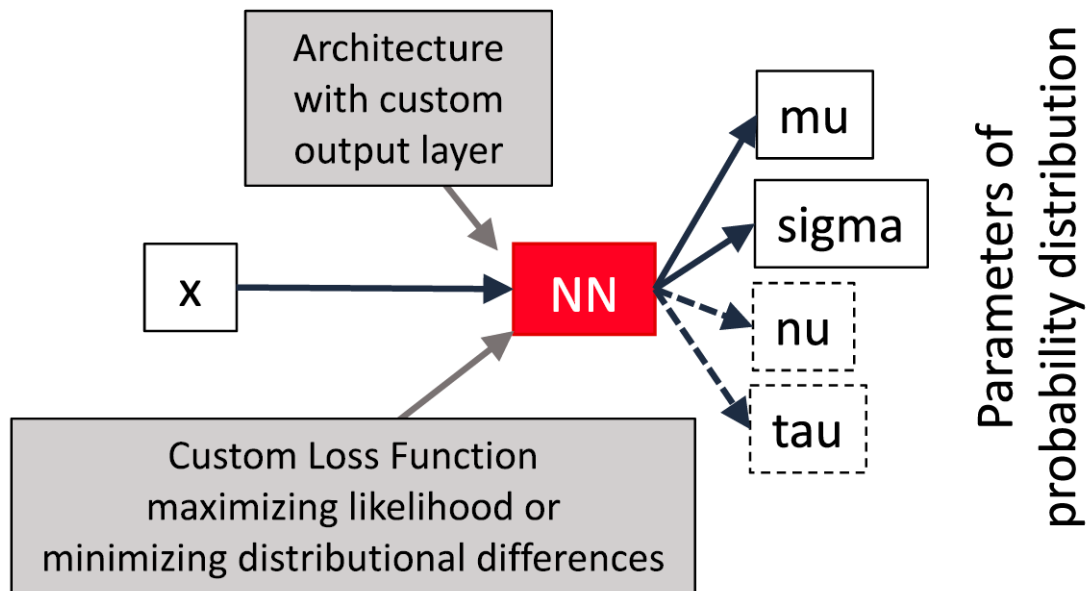 Architecture
with custom
output layer
x
NN
mu
sigma
nu
tau
Parameters of
probability distribution
Custom Loss Function
maximizing likelihood or
minimizing distributional differences